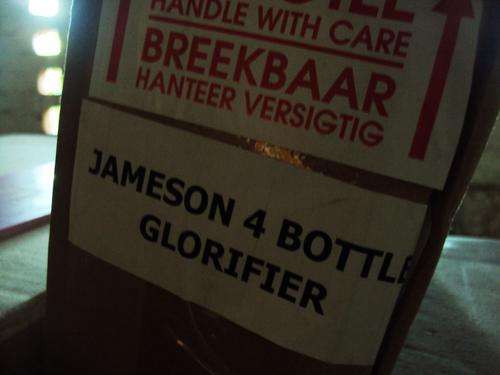 HANDLE WITH CARE
BREEKBAAR
HANTEER VERSIGTIG
JAMESON 4 BOTTLE
GLORIFIER